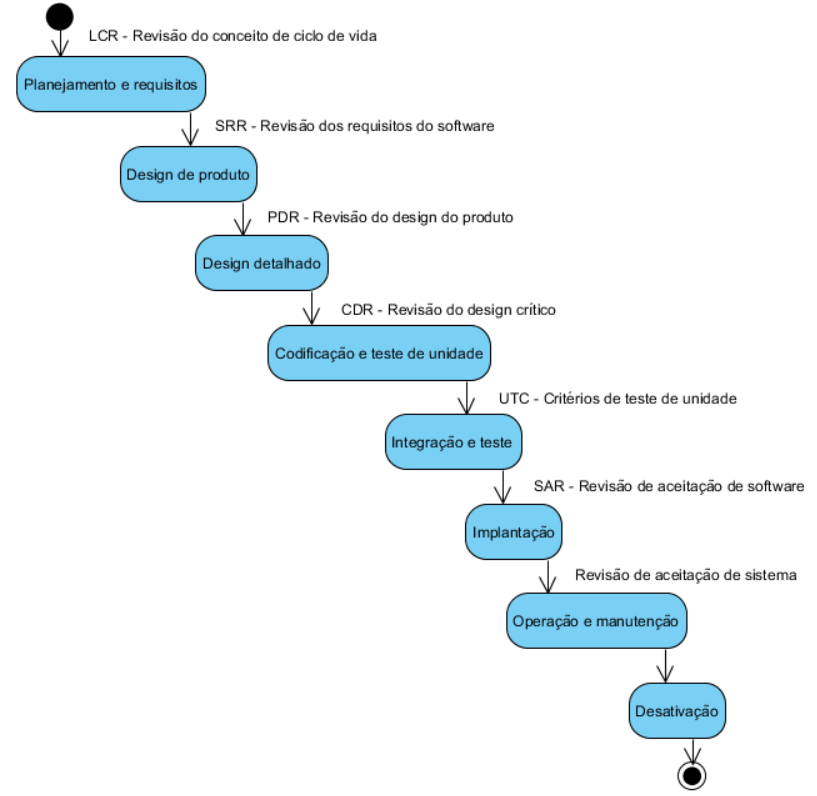 LCR - Revisão do conceito de ciclo de vida
Planejamento e requisitos
SRR - Revisão dos requisitos do software
Design de produto
PDR - Revisão do design do produto
Design detalhado
CDR - Revisão do design crítico
Codificação e teste de unidade
UTC - Critérios de teste de unidade
Integração e teste
SAR - Revisão de aceitação de software
Implantação
Revisão de aceitação de sistema
Operação e manutenção
Desativação